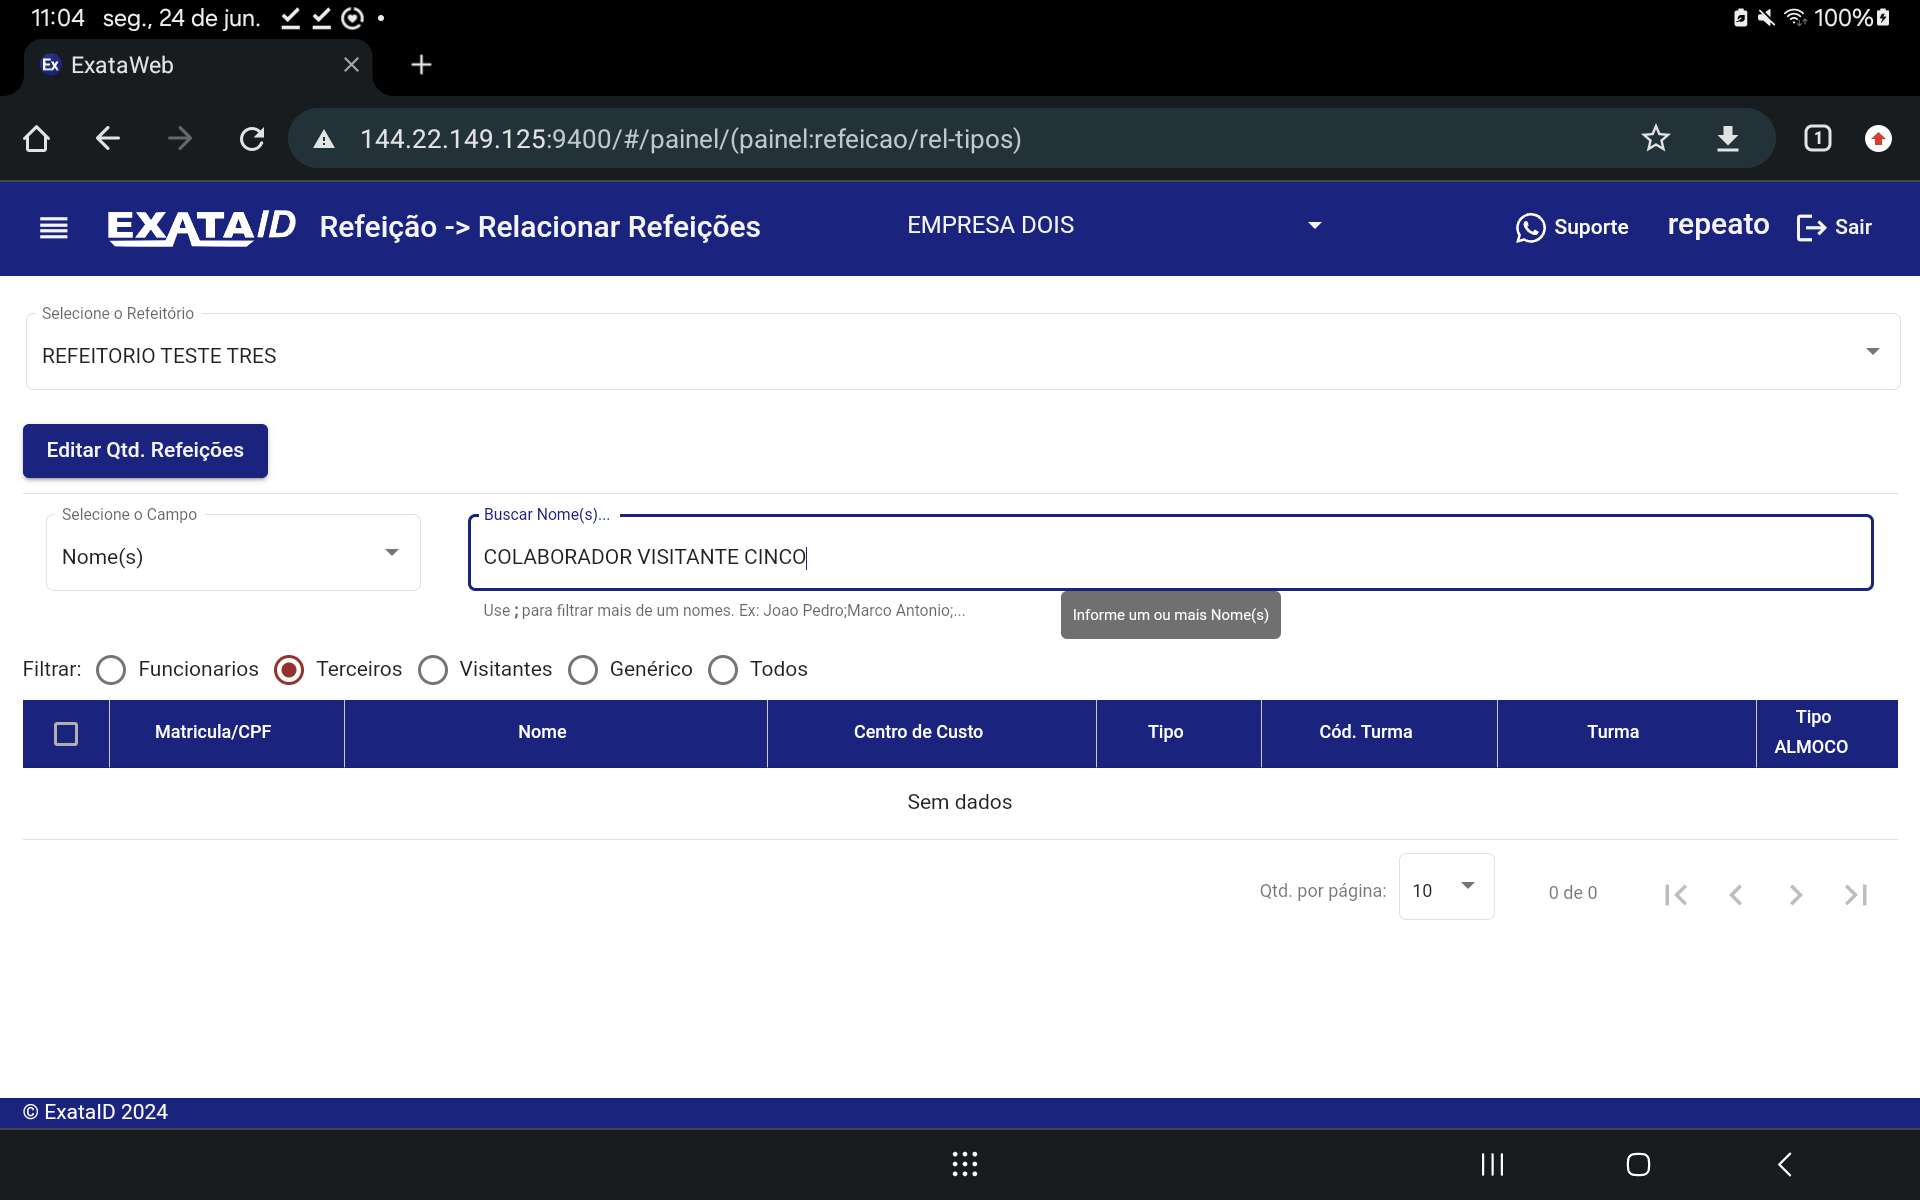 11:04 seg., 24 de jun. 100%
Ex ExataWeb
144.22.149.125:9400/#/painel/(painel:refeicao/rel-tipos) 1
EXATAID Refeição -> Relacionar Refeições EMPRESA DOIS Suporte repeato Sair
Selecione o Refeitório
REFEITORIO TESTE TRES
Editar Qtd. Refeições
Selecione o Campo Buscar Nome(s)...
Nome(s) COLABORADOR VISITANTE CINCO
Use ; para filtrar mais de um nomes. Ex: Joao Pedro;Marco Antonio;... Informe um ou mais Nome(s)
Filtrar: Funcionarios Terceiros Visitantes Genérico Todos
Matricula/CPF Nome Centro de Custo Tipo Cód. Turma Turma Tipo
ALMOCO
Sem dados
Qtd. por página: 10 0 de 0
© ExataID 2024